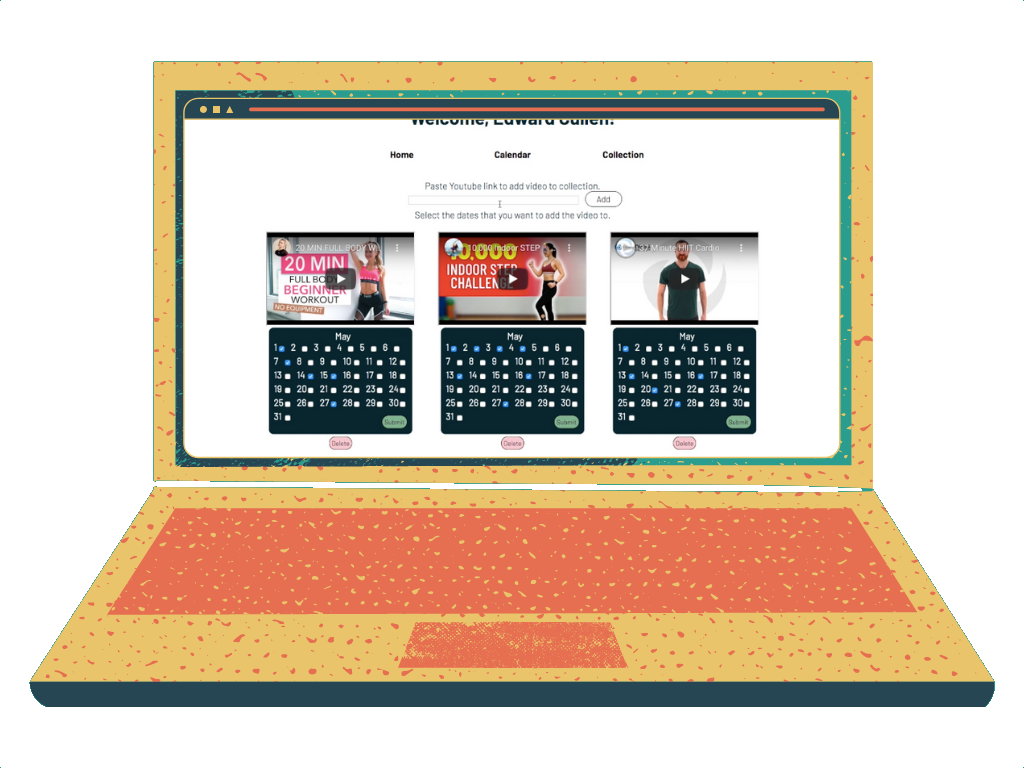 Welcome, Edward Cullen!
Home Calendar Collection
Paste Youtube link to add video to collection.
Add
Select the dates that you want to add the video to.
20 MIN FULL BODY W...
20 MIN
FULL BODY
BEGINNER
WORKOUT
NO EQUIPMENT
10,000 Indoor STEP
10,000
INDOOR STEP
CHALLENGE
Minute HIIT Cardio
May
1 2 3 4 5 6
7 8 9 10 11 12
13 14 15 16 17 18
19 20 21 22 23 24
25 26 27 28 29 30
31
Submit
Delete
May
1 2 3 4 5 6
7 8 9 10 11 12
13 14 15 16 17 18
19 20 21 22 23 24
25 26 27 28 29 30
31
Submit
Delete
May
1 2 3 4 5 6
7 8 9 10 11 12
13 14 15 16 17 18
19 20 21 22 23 24
25 26 27 28 29 30
31
Submit
Delete